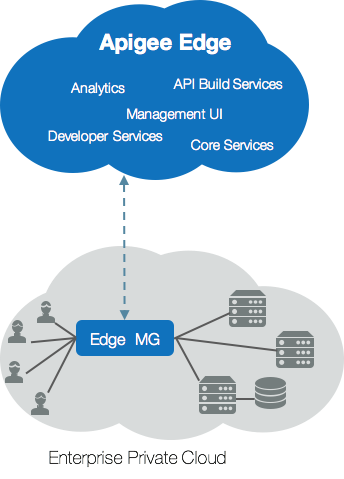 Apigee Edge
Analytics
API Build Services
Management UI
Developer Services
Core Services
Edge MG
Enterprise Private Cloud